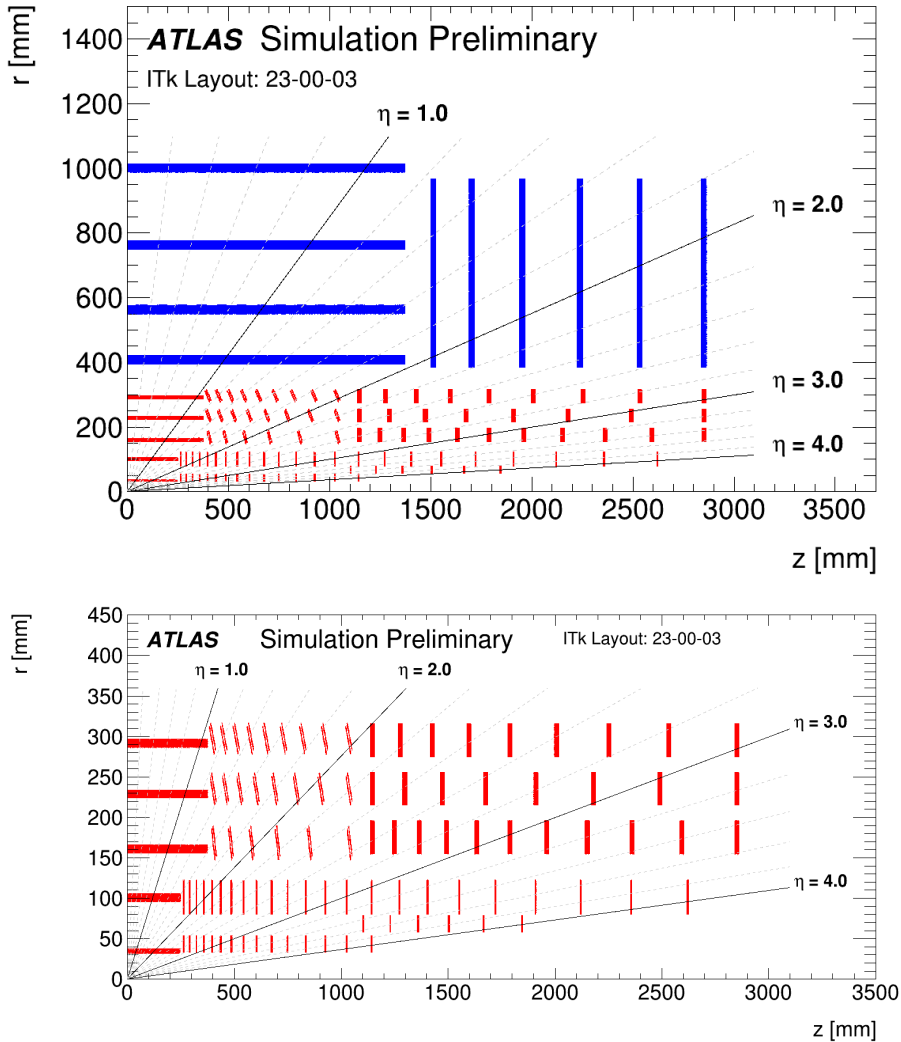 r [mm]
ATLAS Simulation Preliminary
ITk Layout: 23-00-03
η = 1.0
η = 2.0
η = 3.0
η = 4.0
1400
1200
1000
800
600
400
200
0
0 500 1000 1500 2000 2500 3000 3500
z [mm]
r [mm]
ATLAS Simulation Preliminary ITk Layout: 23-00-03
η = 1.0 η = 2.0
η = 3.0
η = 4.0
450
400
350
300
250
200
150
100
50
0
0 500 1000 1500 2000 2500 3000 3500
z [mm]